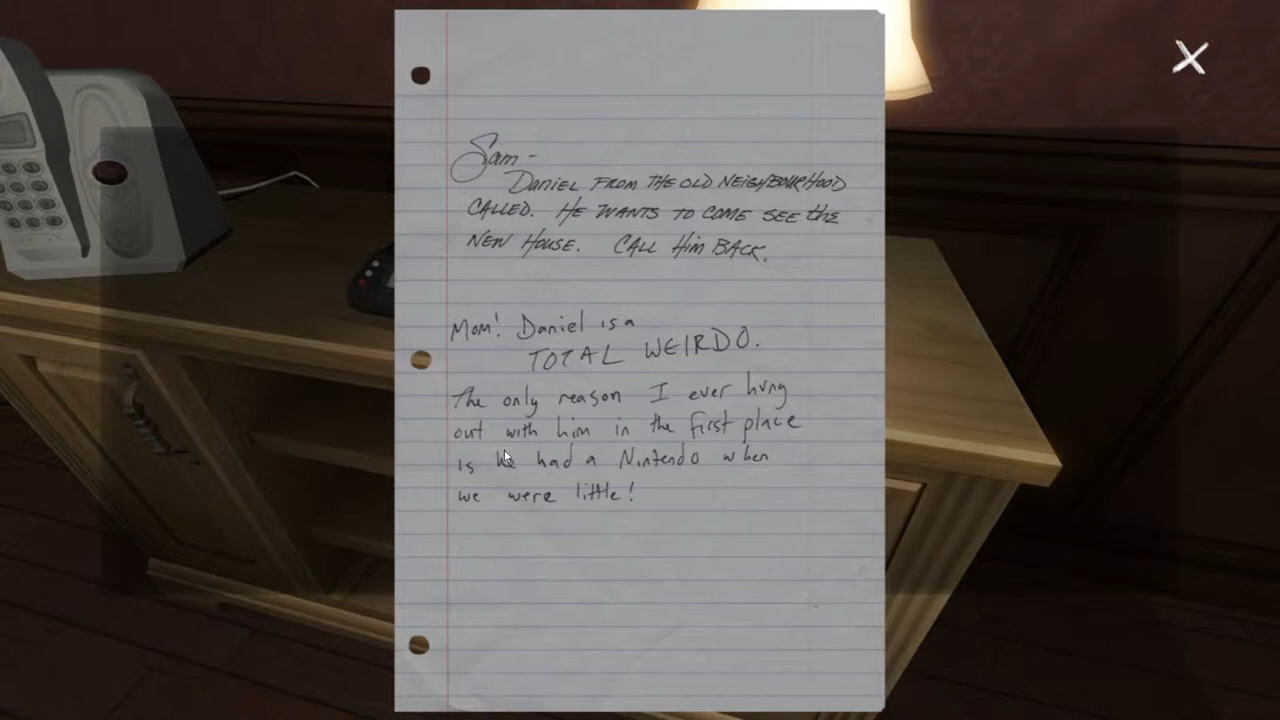 Sam -
Daniel FROM THE OLD NEIGHBOURHOOD
CALLED. HE WANTS TO COME SEE the
NEW HOUSE. CALL HIM BACK.
Mom! Daniel is a
TOTAL WEIRDO.
The only reason I ever hung
out with him in the first place
is he had a Nintendo when
we were little!